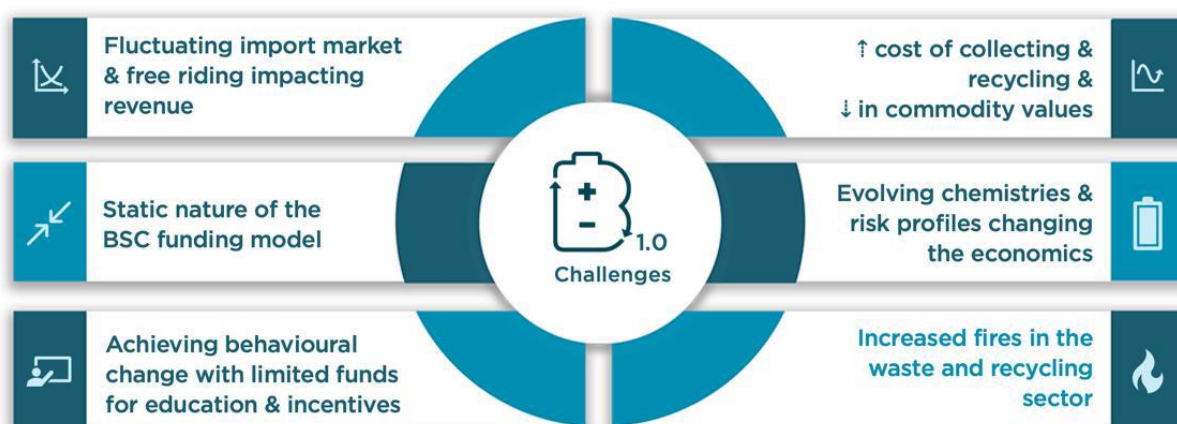 Fluctuating import market
& free riding impacting
revenue
↑ cost of collecting &
recycling &
↓ in commodity values
Static nature of the
BSC funding model
+
-
1.0
Challenges
Evolving chemistries &
risk profiles changing
the economics
Achieving behavioural
change with limited funds
for education & incentives
Increased fires in the
waste and recycling
sector